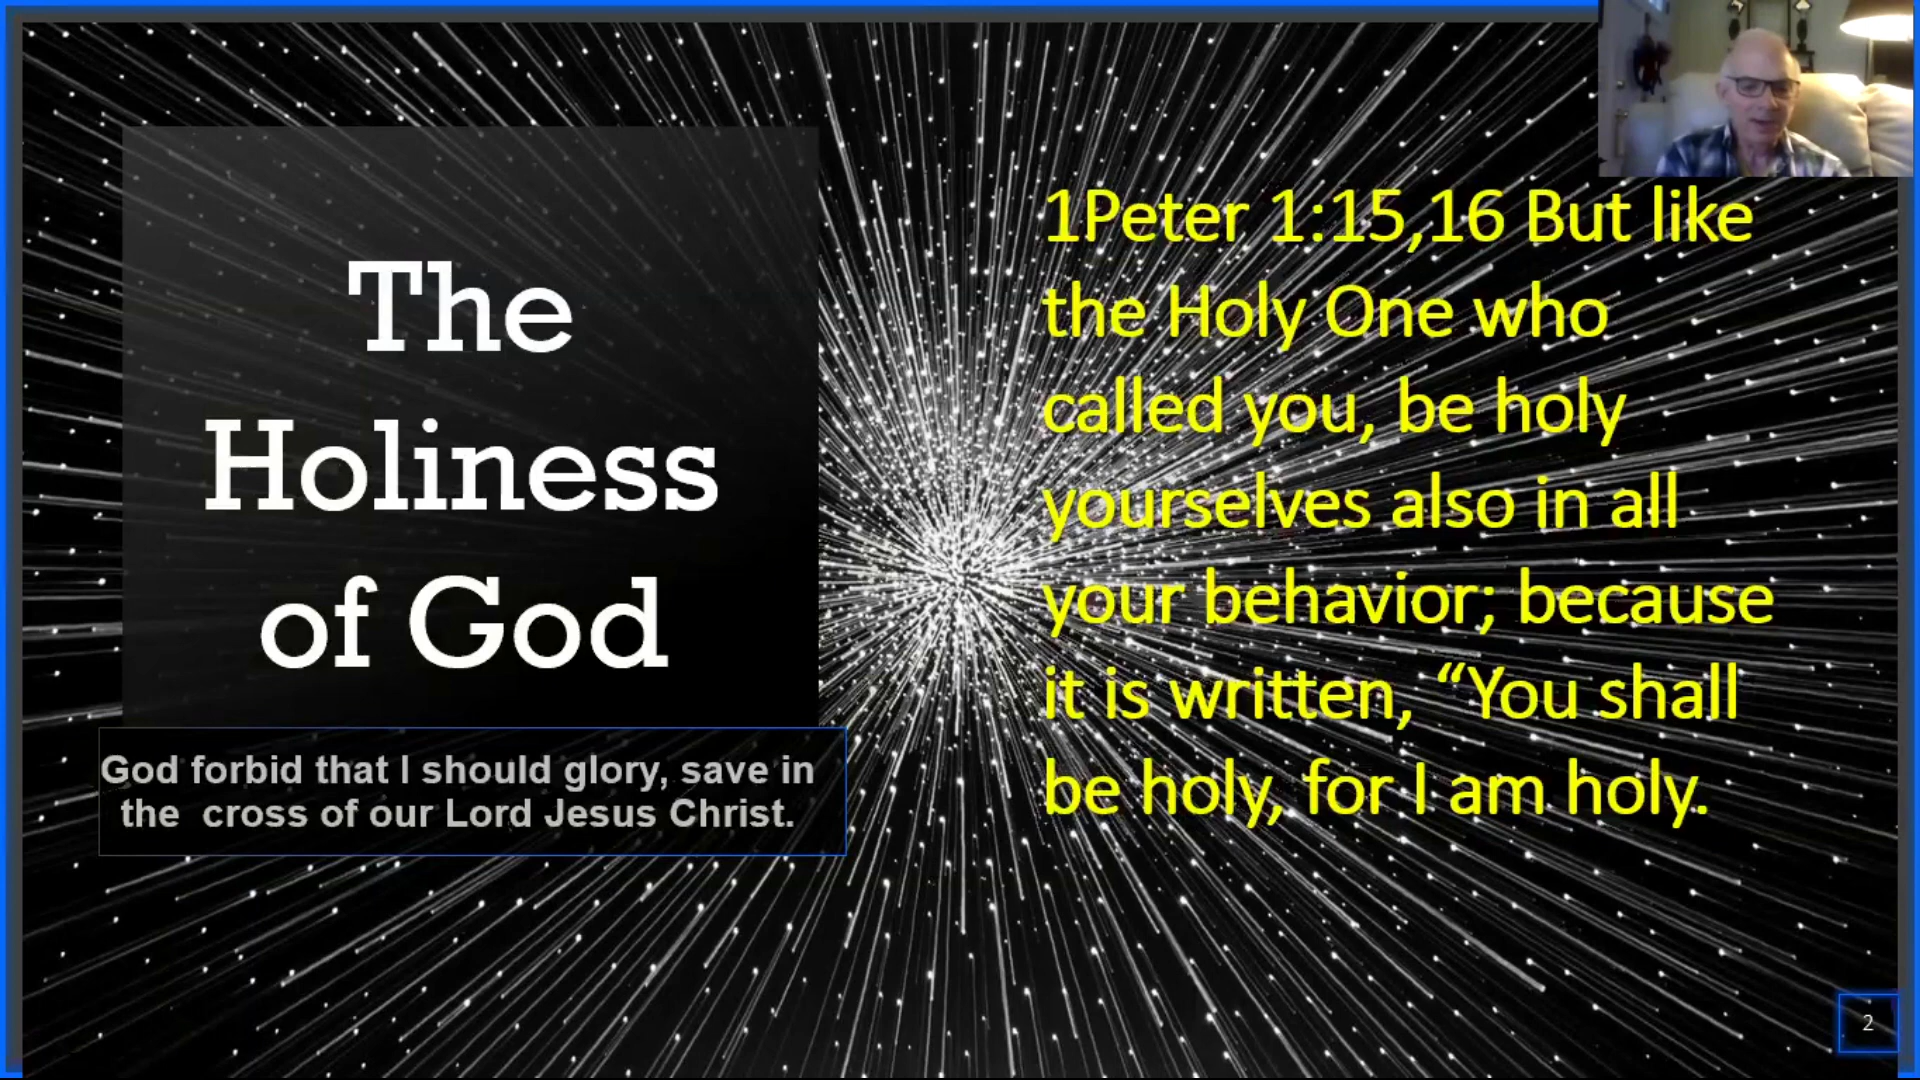 The
Holiness
of God
God forbid that I should glory, save in
the  cross of our Lord Jesus Christ.
1Peter 1:15,16 But like
the Holy One who
called you, be holy
yourselves also in all
your behavior; because
it is written, “You shall
be holy, for I am holy.
2